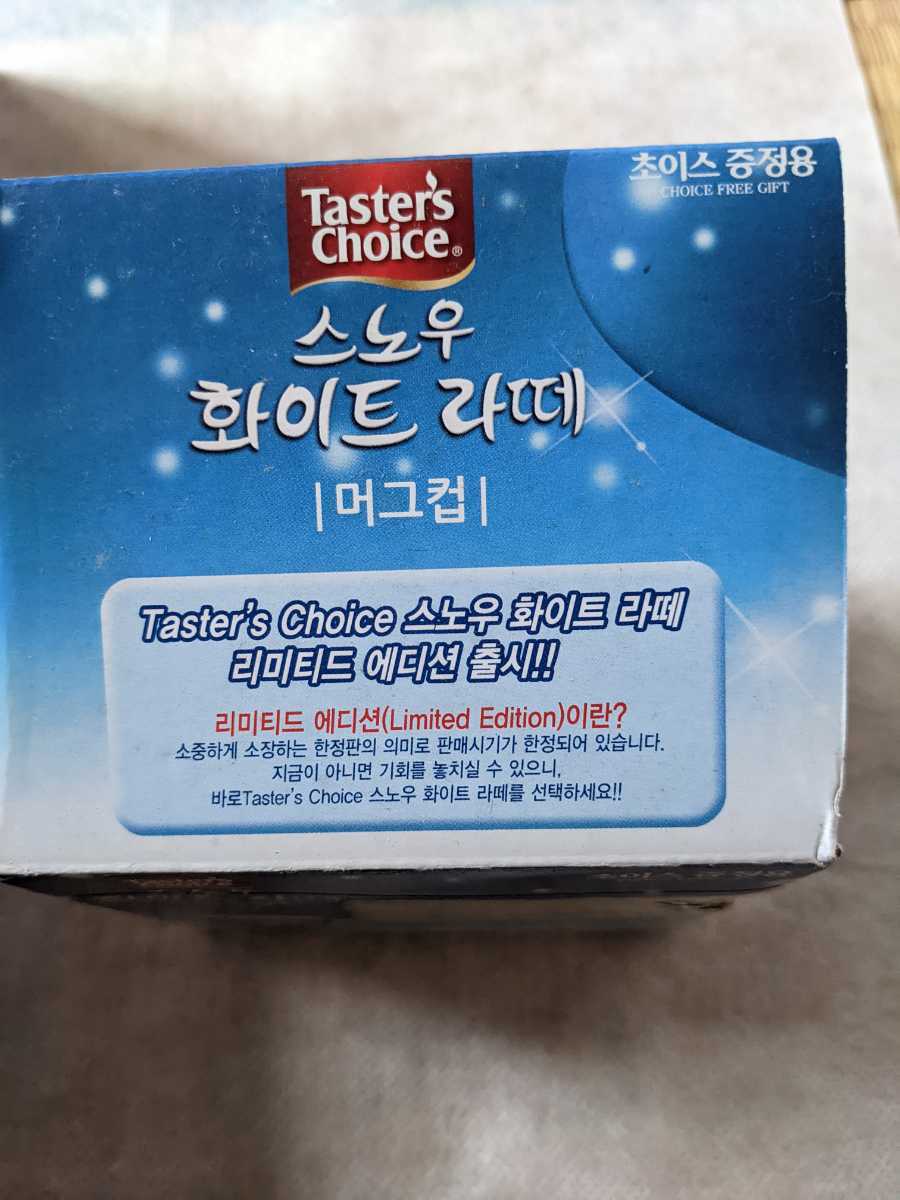 초이스 증정용
CHOICE FREE GIFT
Taster's
Choice®
스노우
화이트 라떼
|머그컵|
Taster's Choice 스노우 화이트 라떼
리미티드 에디션 출시!!
리미티드 에디션(Limited Edition)이란?
소중하게 소장하는 한정판의 의미로 판매시기가 한정되어 있습니다.
지금이 아니면 기회를 놓치실 수 있으니,
바로Taster's Choice 스노우 화이트 라떼를 선택하세요!!